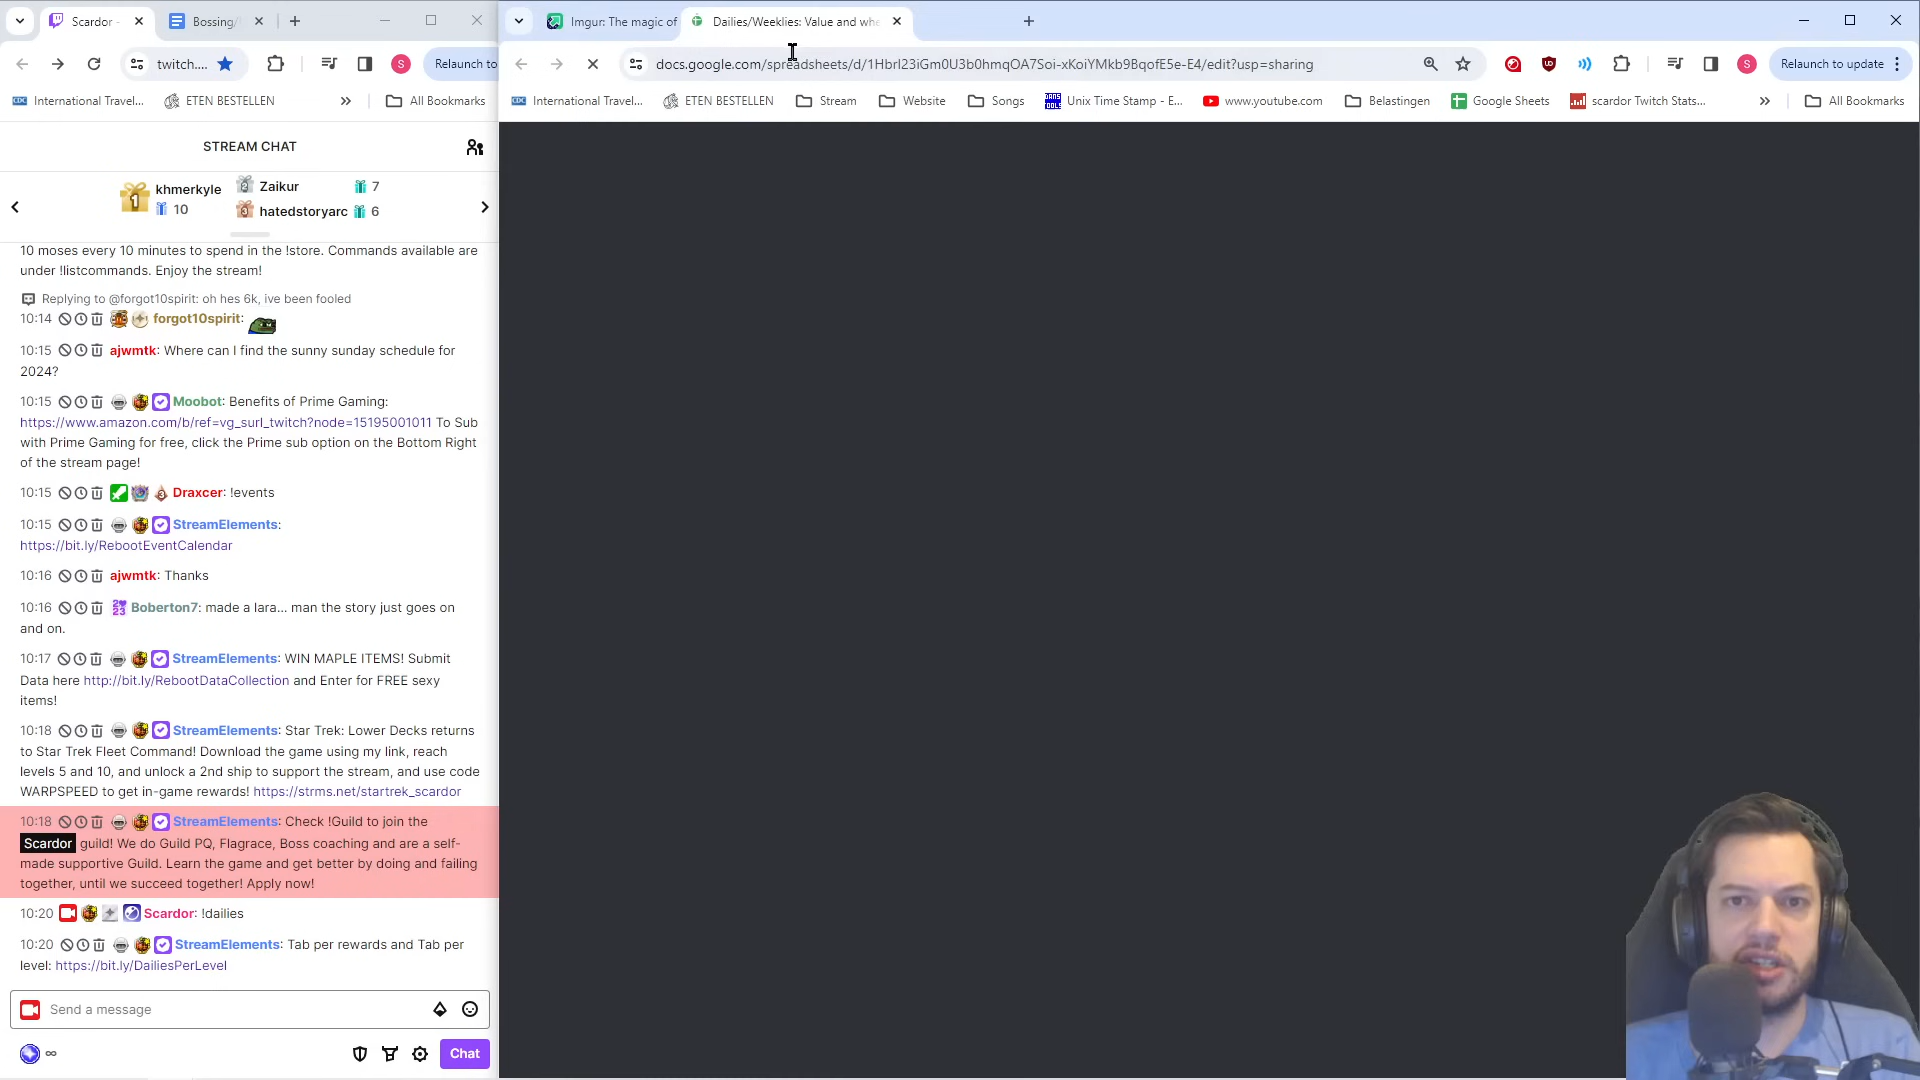 Scardor -
Bossing/
Imgur: The magic of
Dailies/Weeklies: Value and whe
twitch....
S
Relaunch to
docs.google.com/spreadsheets/d/1Hbrl23iGm0U3b0hmqOA7Soi-xKoiYMkb9BqofE5e-E4/edit?usp=sharing
S
Relaunch to update
International Travel...
ETEN BESTELLEN
All Bookmarks
International Travel...
ETEN BESTELLEN
Stream
Website
Songs
Unix Time Stamp - E...
www.youtube.com
Belastingen
Google Sheets
scardor Twitch Stats...
All Bookmarks
STREAM CHAT
1 khmerkyle 10
2 Zaikur 7
3 hatedstoryarc 6
10 moses every 10 minutes to spend in the !store. Commands available are
under !listcommands. Enjoy the stream!
Replying to @forgot10spirit: oh hes 6k, ive been fooled
10:14 forgot10spirit:
10:15 ajwmtk: Where can I find the sunny sunday schedule for
2024?
10:15 Moobot: Benefits of Prime Gaming:
https://www.amazon.com/b/ref=vg_surl_twitch?node=15195001011 To Sub
with Prime Gaming for free, click the Prime sub option on the Bottom Right
of the stream page!
10:15 Draxcer: !events
10:15 StreamElements:
https://bit.ly/RebootEventCalendar
10:16 ajwmtk: Thanks
10:16 Boberton7: made a lara... man the story just goes on
and on.
10:17 StreamElements: WIN MAPLE ITEMS! Submit
Data here http://bit.ly/RebootDataCollection and Enter for FREE sexy
items!
10:18 StreamElements: Star Trek: Lower Decks returns
to Star Trek Fleet Command! Download the game using my link, reach
levels 5 and 10, and unlock a 2nd ship to support the stream, and use code
WARPSPEED to get in-game rewards! https://strms.net/startrek_scardor
10:18 StreamElements: Check !Guild to join the
Scardor guild! We do Guild PQ, Flagrace, Boss coaching and are a self-
made supportive Guild. Learn the game and get better by doing and failing
together, until we succeed together! Apply now!
10:20 Scardor: !dailies
10:20 StreamElements: Tab per rewards and Tab per
level: https://bit.ly/DailiesPerLevel
Send a message
∞
Chat